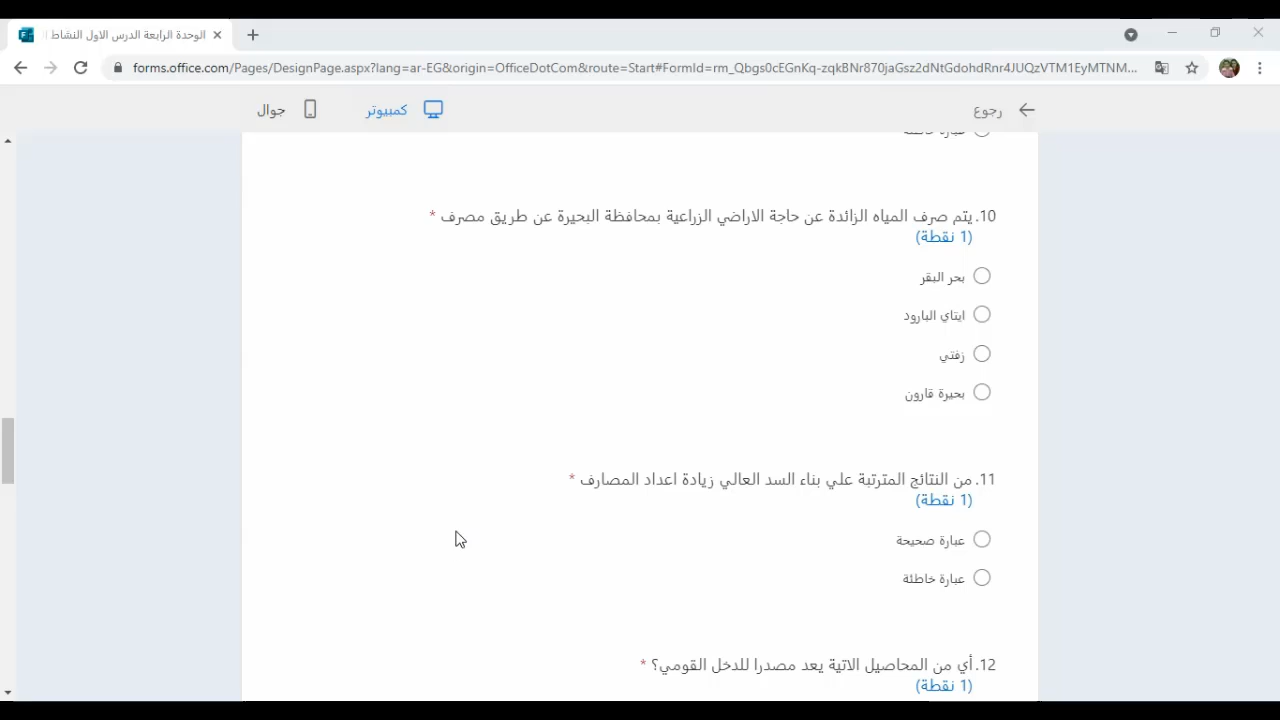 الوحدة الرابعة الدرس الاول النشاط
forms.office.com/Pages/DesignPage.aspx?lang=ar-EG&origin=OfficeDotCom&route=Start#FormId=rm_Qbgs0cEGnKq-zqkBNr870jaGsz2dNtGdohdRnr4JUQzVTM1EyMTNM...
رجوع
كمبيوتر
جوال
10. يتم صرف المياه الزائدة عن حاجة الاراضي الزراعية بمحافظة البحيرة عن طريق مصرف *
(1 نقطة)
بحر البقر
ايتاي البارود
زفتي
بحيرة قارون
11. من النتائج المترتبة علي بناء السد العالي زيادة اعداد المصارف *
(1 نقطة)
عبارة صحيحة
عبارة خاطئة
12. أي من المحاصيل الاتية يعد مصدرا للدخل القومي؟ *
(1 نقطة)